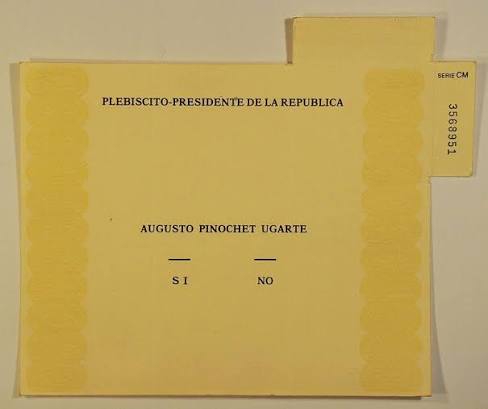 SERIE CM
3568951
PLEBISCITO-PRESIDENTE DE LA REPUBLICA
AUGUSTO PINOCHET UGARTE
SI NO